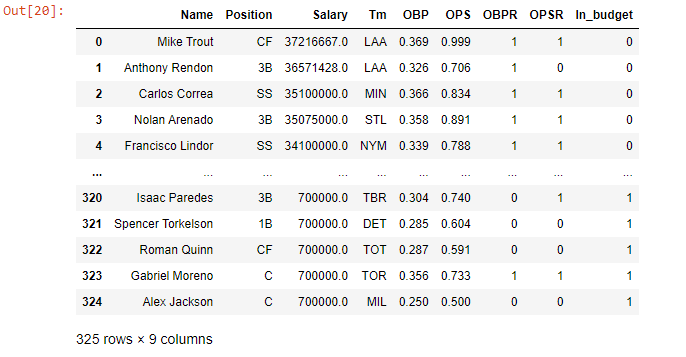 Out[20]:
Name Position Salary Tm OBP OPS OBPR OPSR In_budget
0 Mike Trout CF 37216667.0 LAA 0.369 0.999 1 1 0
1 Anthony Rendon 3B 36571428.0 LAA 0.326 0.706 1 0 0
2 Carlos Correa SS 35100000.0 MIN 0.366 0.834 1 1 0
3 Nolan Arenado 3B 35075000.0 STL 0.358 0.891 1 1 0
4 Francisco Lindor SS 34100000.0 NYM 0.339 0.788 1 1 0
... ... ... ... ... ... ... ... ... ...
320 Isaac Paredes 3B 700000.0 TBR 0.304 0.740 0 1 1
321 Spencer Torkelson 1B 700000.0 DET 0.285 0.604 0 0 1
322 Roman Quinn CF 700000.0 TOT 0.287 0.591 0 0 1
323 Gabriel Moreno C 700000.0 TOR 0.356 0.733 1 1 1
324 Alex Jackson C 700000.0 MIL 0.250 0.500 0 0 1
325 rows × 9 columns